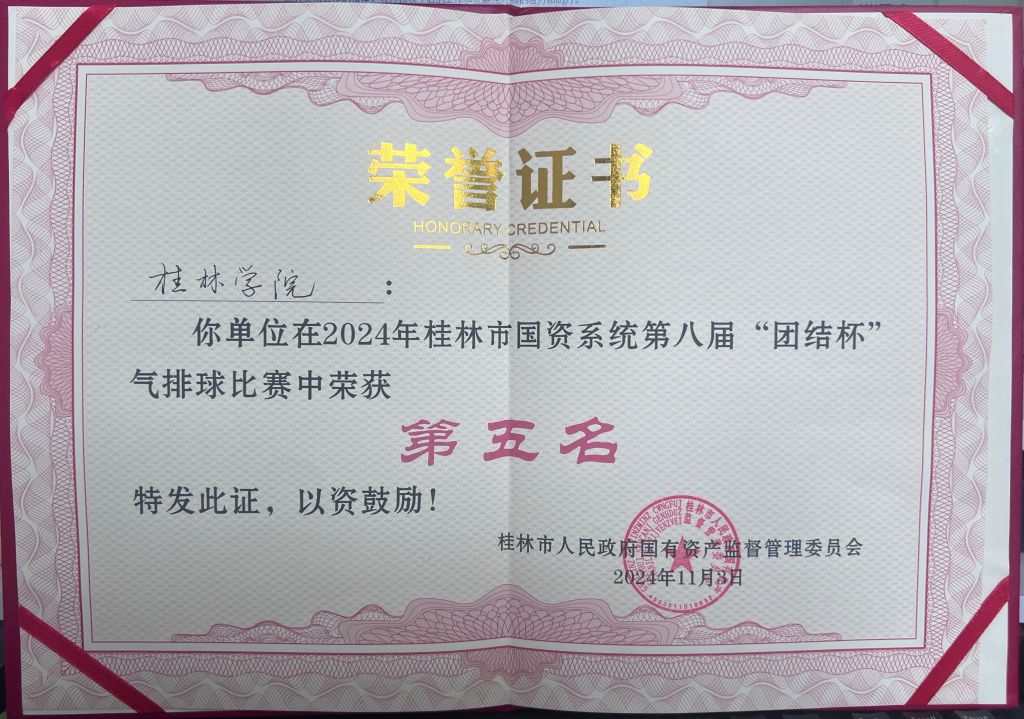 荣誉证书
HONORARY CREDENTIAL
桂林学院：
你单位在2024年桂林市国资系统第八届“团结杯”
气排球比赛中荣获
第五名
特发此证，以资鼓励！
桂林市人民政府国有资产监督管理委员会
2024年11月3日